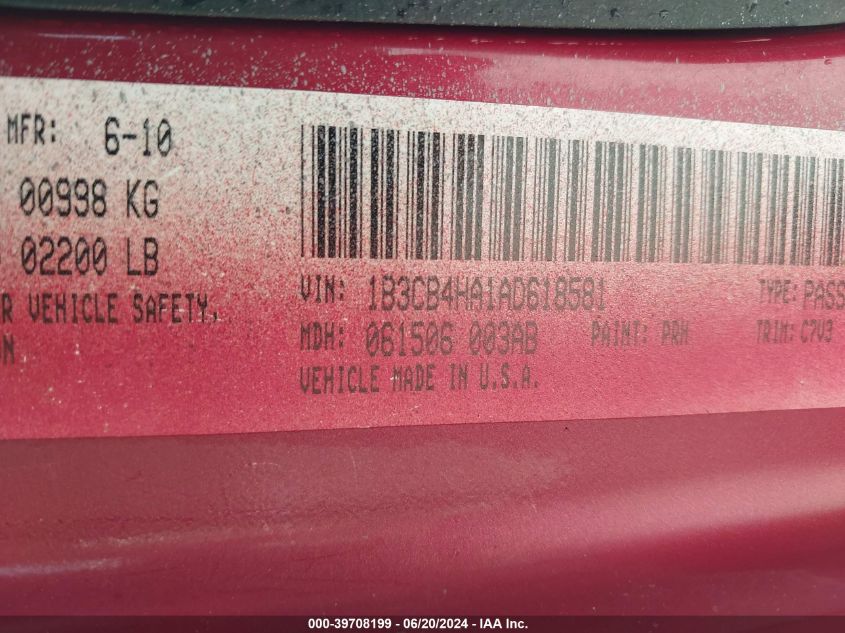 MFR: 6-10
00998 KG
02200 LB
R VEHICLE SAFETY,
ON
VIN: 1B3CB4HA1AD618581 TYPE: PASS
MDH: 061506 003AB PAINT: PRH TRIM: C7V3
VEHICLE MADE IN U.S.A.
000-39708199 - 06/20/2024 - IAA Inc.